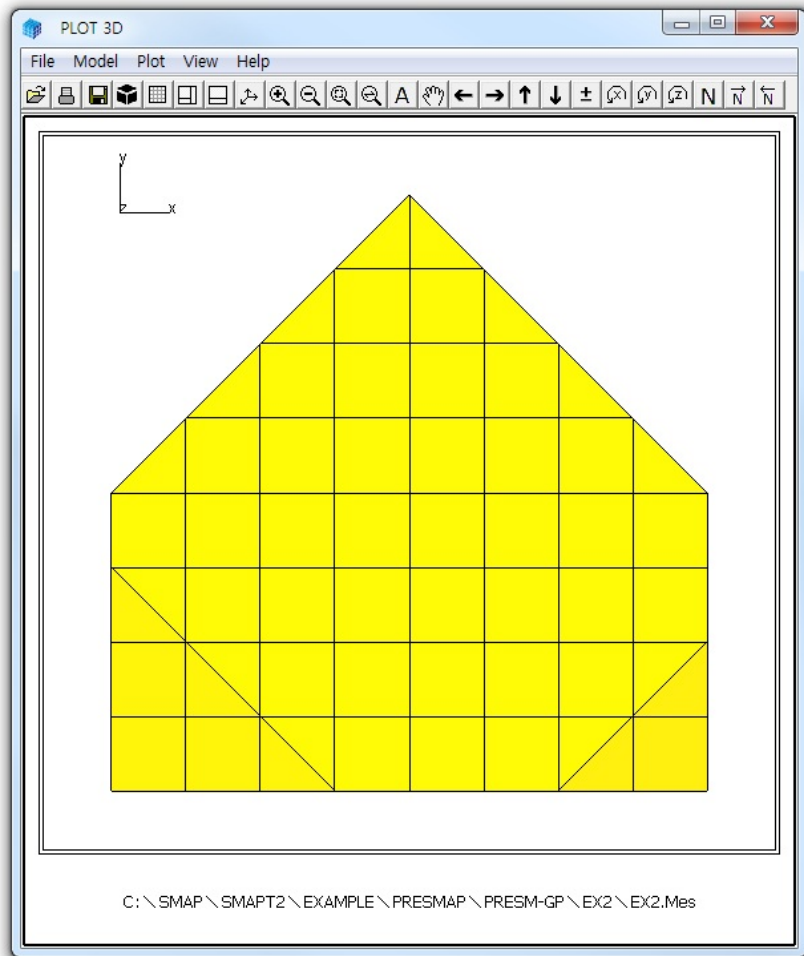 PLOT 3D
File Model Plot View Help
A X y z N N N
y
z x
C:\SMAP\SMAPT2\EXAMPLE\PRESMAP\PRESM-GP\EX2\EX2.Mes